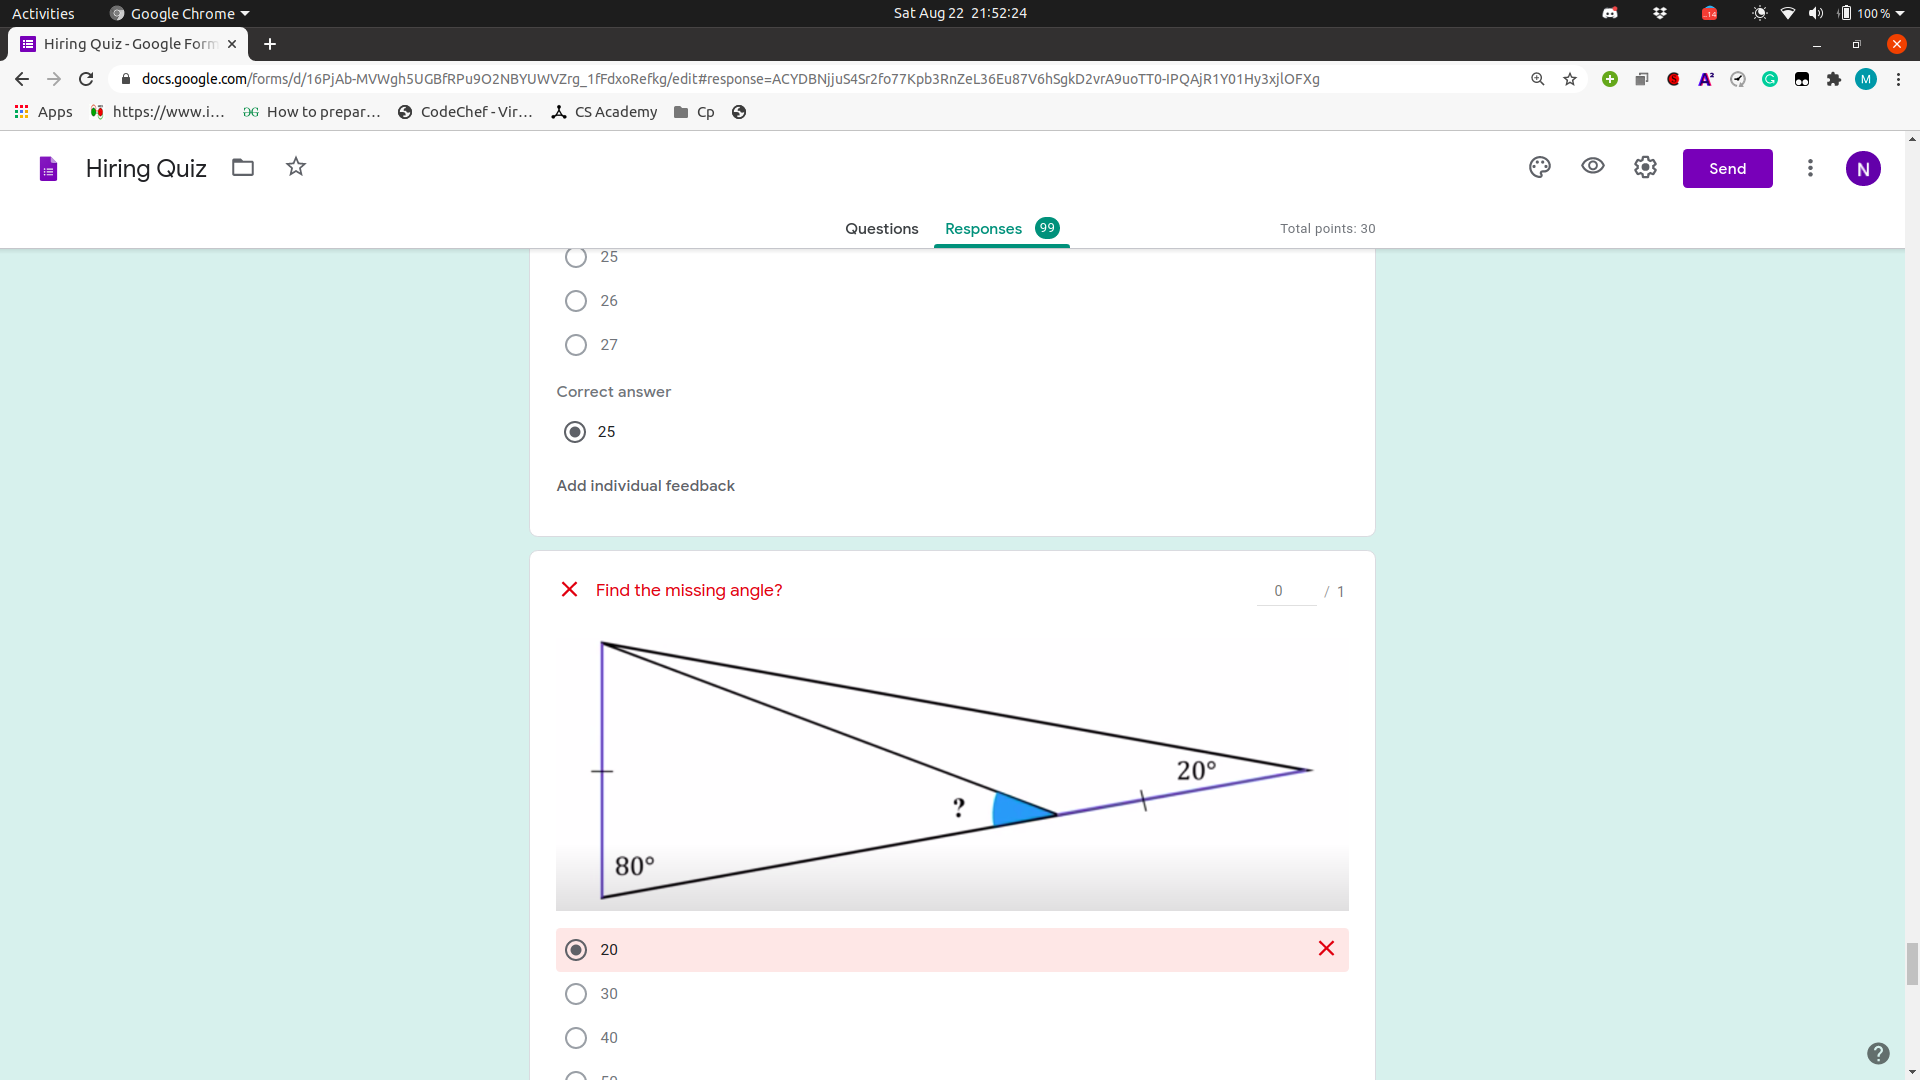 Activities Google Chrome Sat Aug 22 21:52:24 100 %
Hiring Quiz - Google Form
docs.google.com/forms/d/16PjAb-MVWgh5UGBfRPu9O2NBYUWVZrg_1fFdxoRefkg/edit#response=ACYDBNjjuS4Sr2fo77Kpb3RnZeL36Eu87V6hSgkD2vrA9uoTT0-IPQAjR1Y01Hy3xjlOFXg M
Apps https://www.i... How to prepar... CodeChef - Vir... CS Academy Cp
Hiring Quiz Send N
Questions Responses 99 Total points: 30
25
26
27
Correct answer
25
Add individual feedback
Find the missing angle? 0 / 1
20°
?
80°
20
30
40